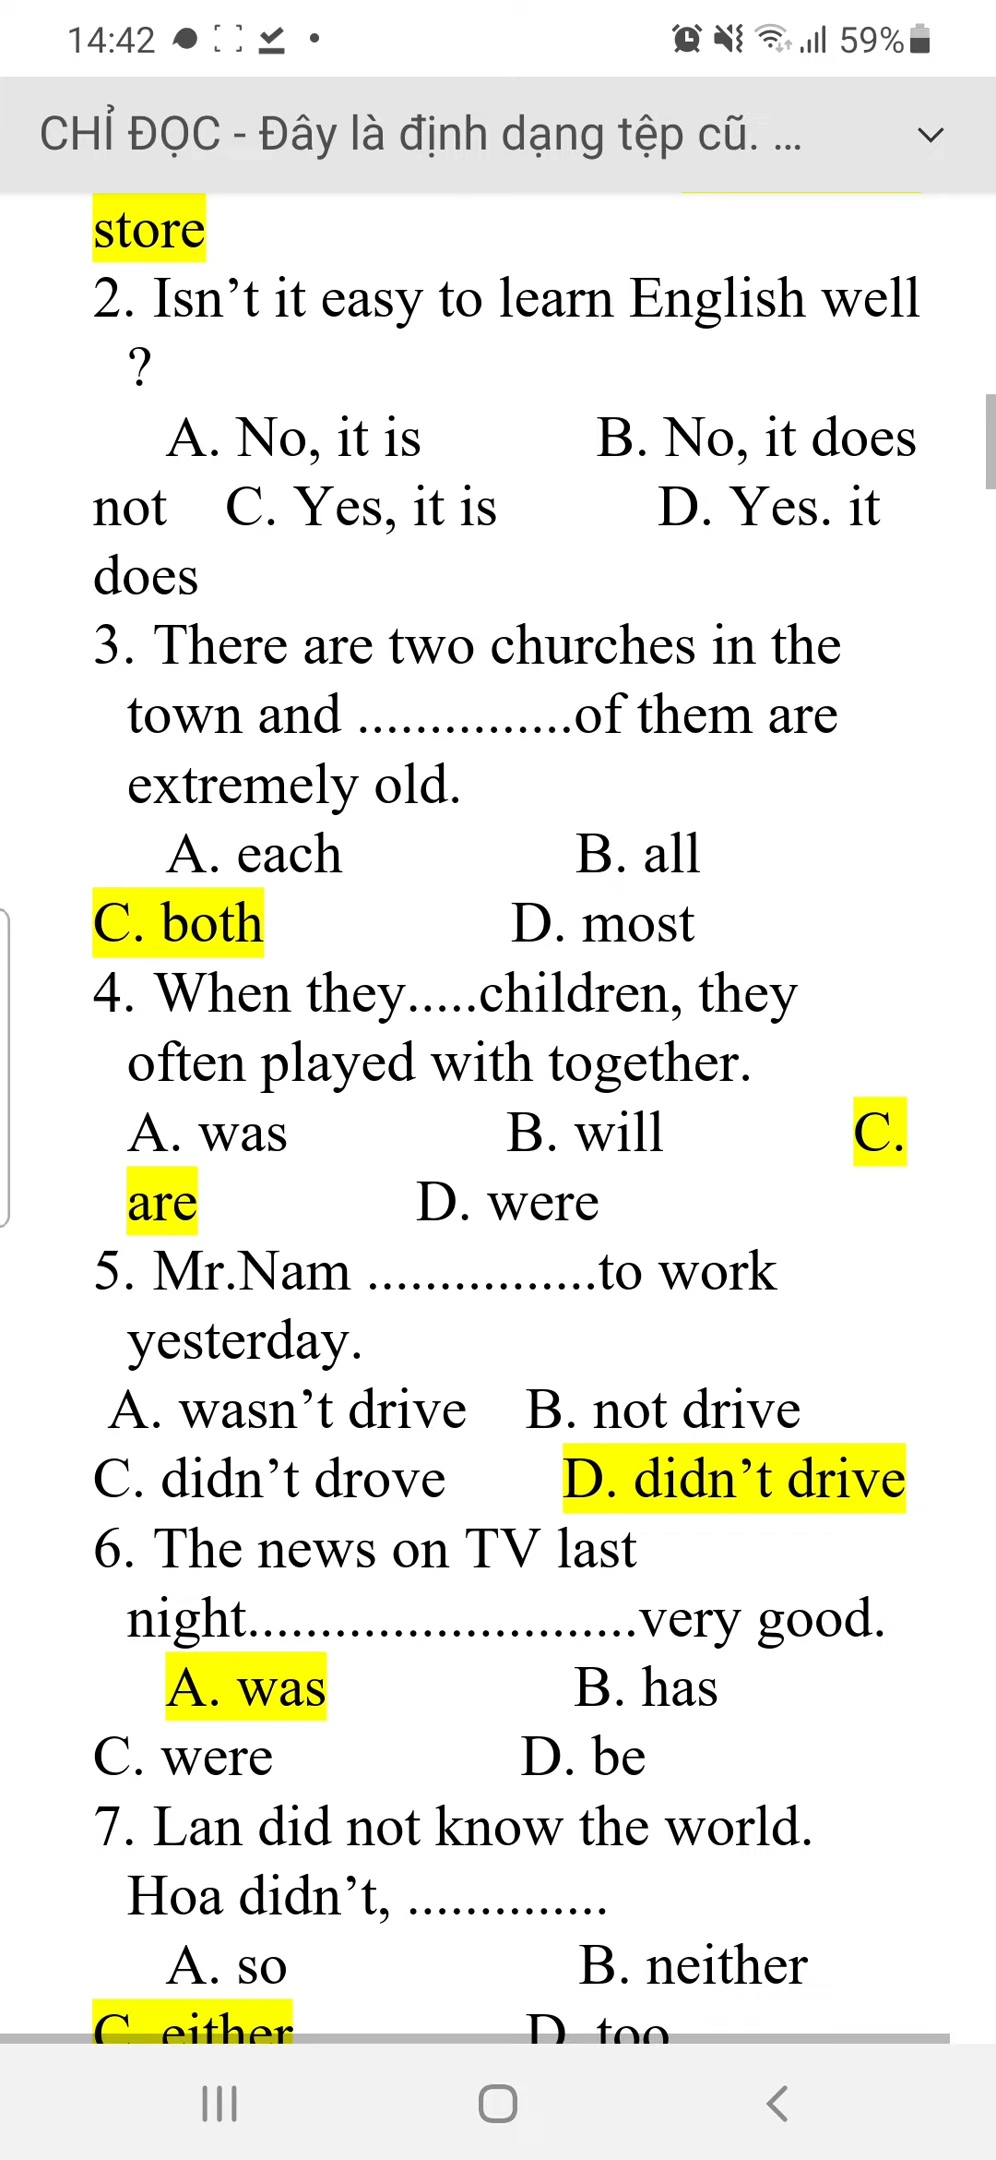 14:42
59%
CHỈ ĐỌC - Đây là định dạng tệp cũ. ...
store
2. Isn’t it easy to learn English well
?
A. No, it is B. No, it does
not C. Yes, it is D. Yes. it
does
3. There are two churches in the
town and ...............of them are
extremely old.
A. each B. all
C. both D. most
4. When they.....children, they
often played with together.
A. was B. will C.
are D. were
5. Mr.Nam ................to work
yesterday.
A. wasn’t drive B. not drive
C. didn’t drove D. didn’t drive
6. The news on TV last
night...........................very good.
A. was B. has
C. were D. be
7. Lan did not know the world.
Hoa didn’t, ..............
A. so B. neither
C. either D. too